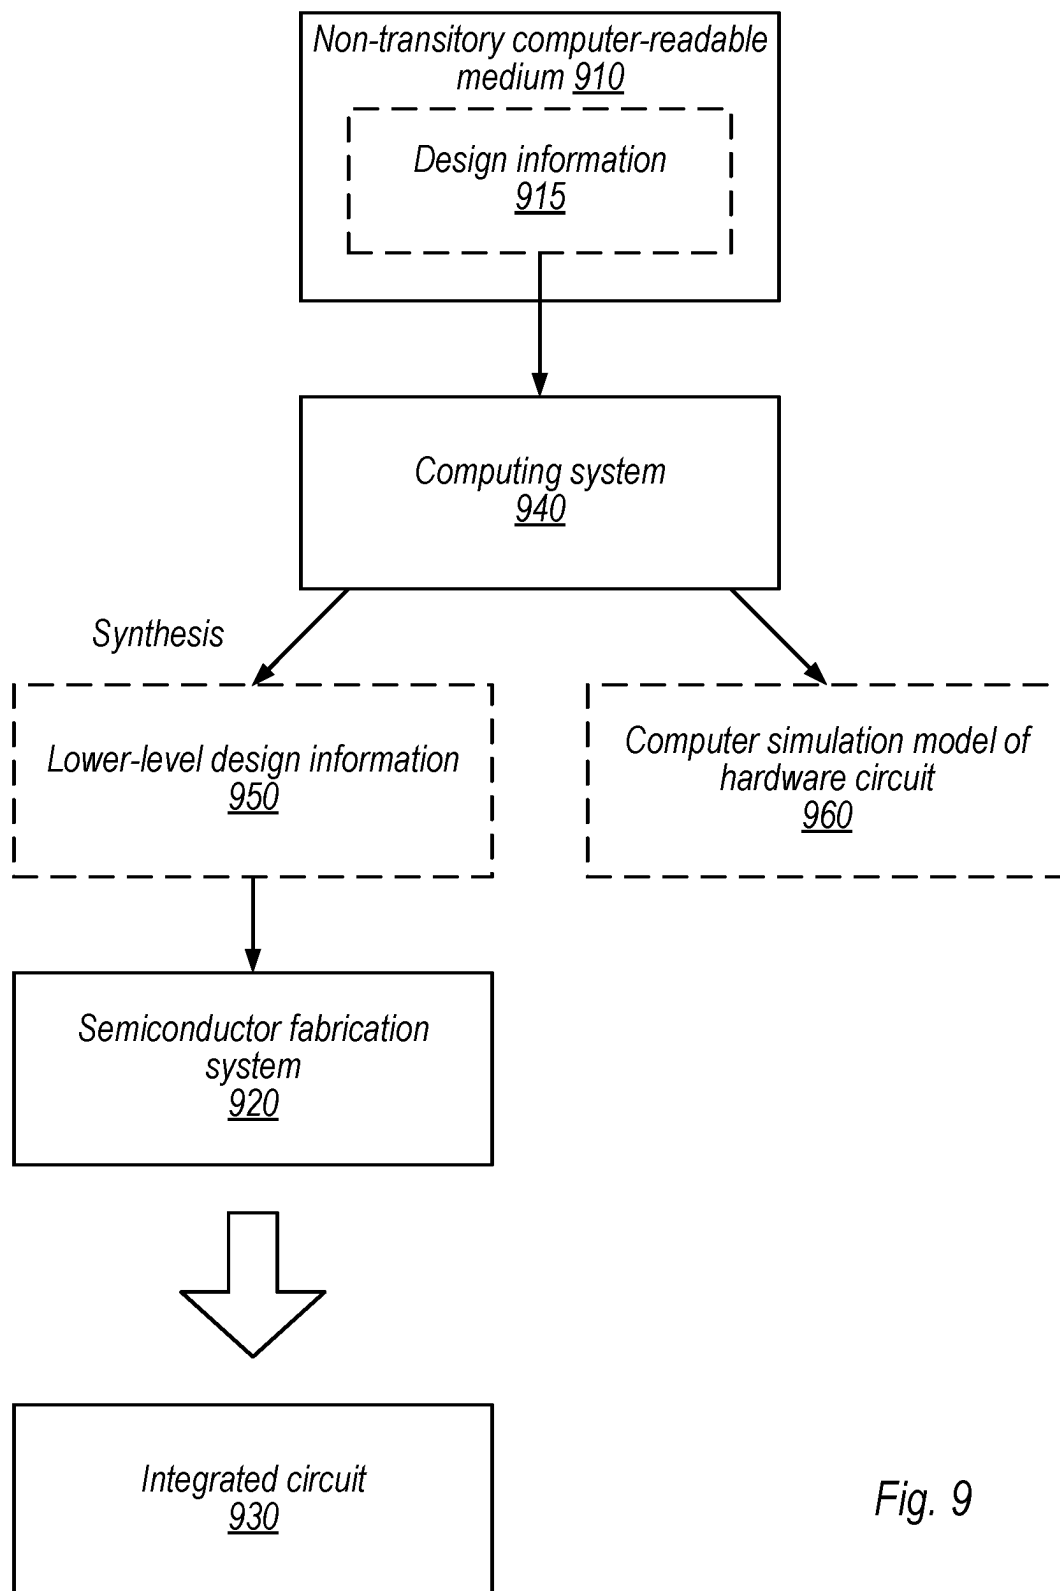 Non-transitory computer-readable
medium 910
Design information
915
Computing system
940
Synthesis
Lower-level design information
950
Computer simulation model of
hardware circuit
960
Semiconductor fabrication
system
920
Integrated circuit
930
Fig. 9